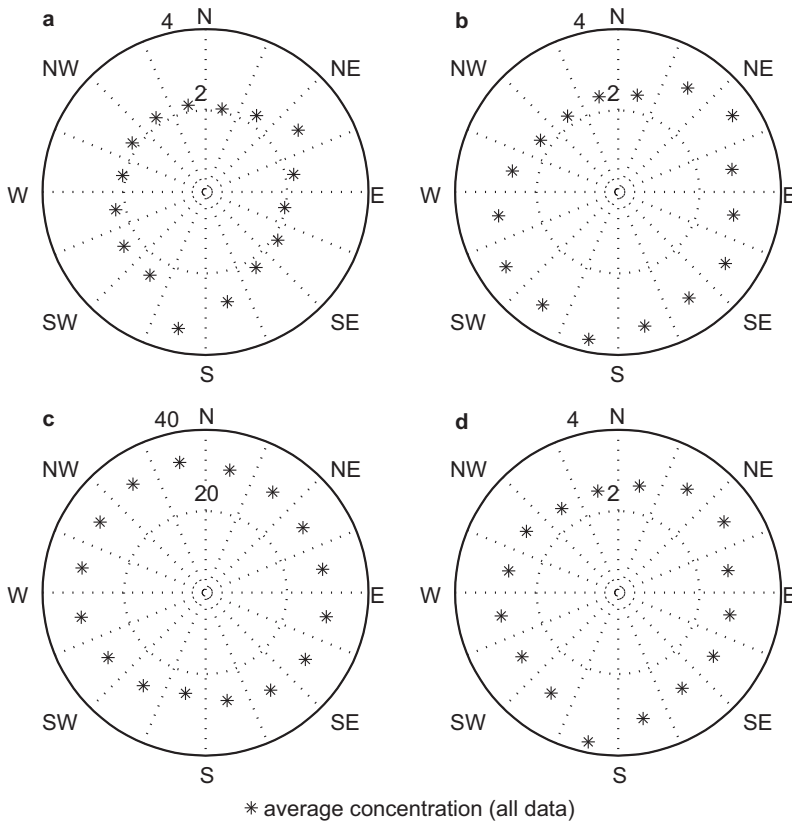 a 4 N b 4 N
NW NE NW NE
2 2
W E W E
SW SE SW SE
S S
c 40 N d 4 N
NW NE NW NE
20 2
W E W E
SW SE SW SE
S S
* average concentration (all data)